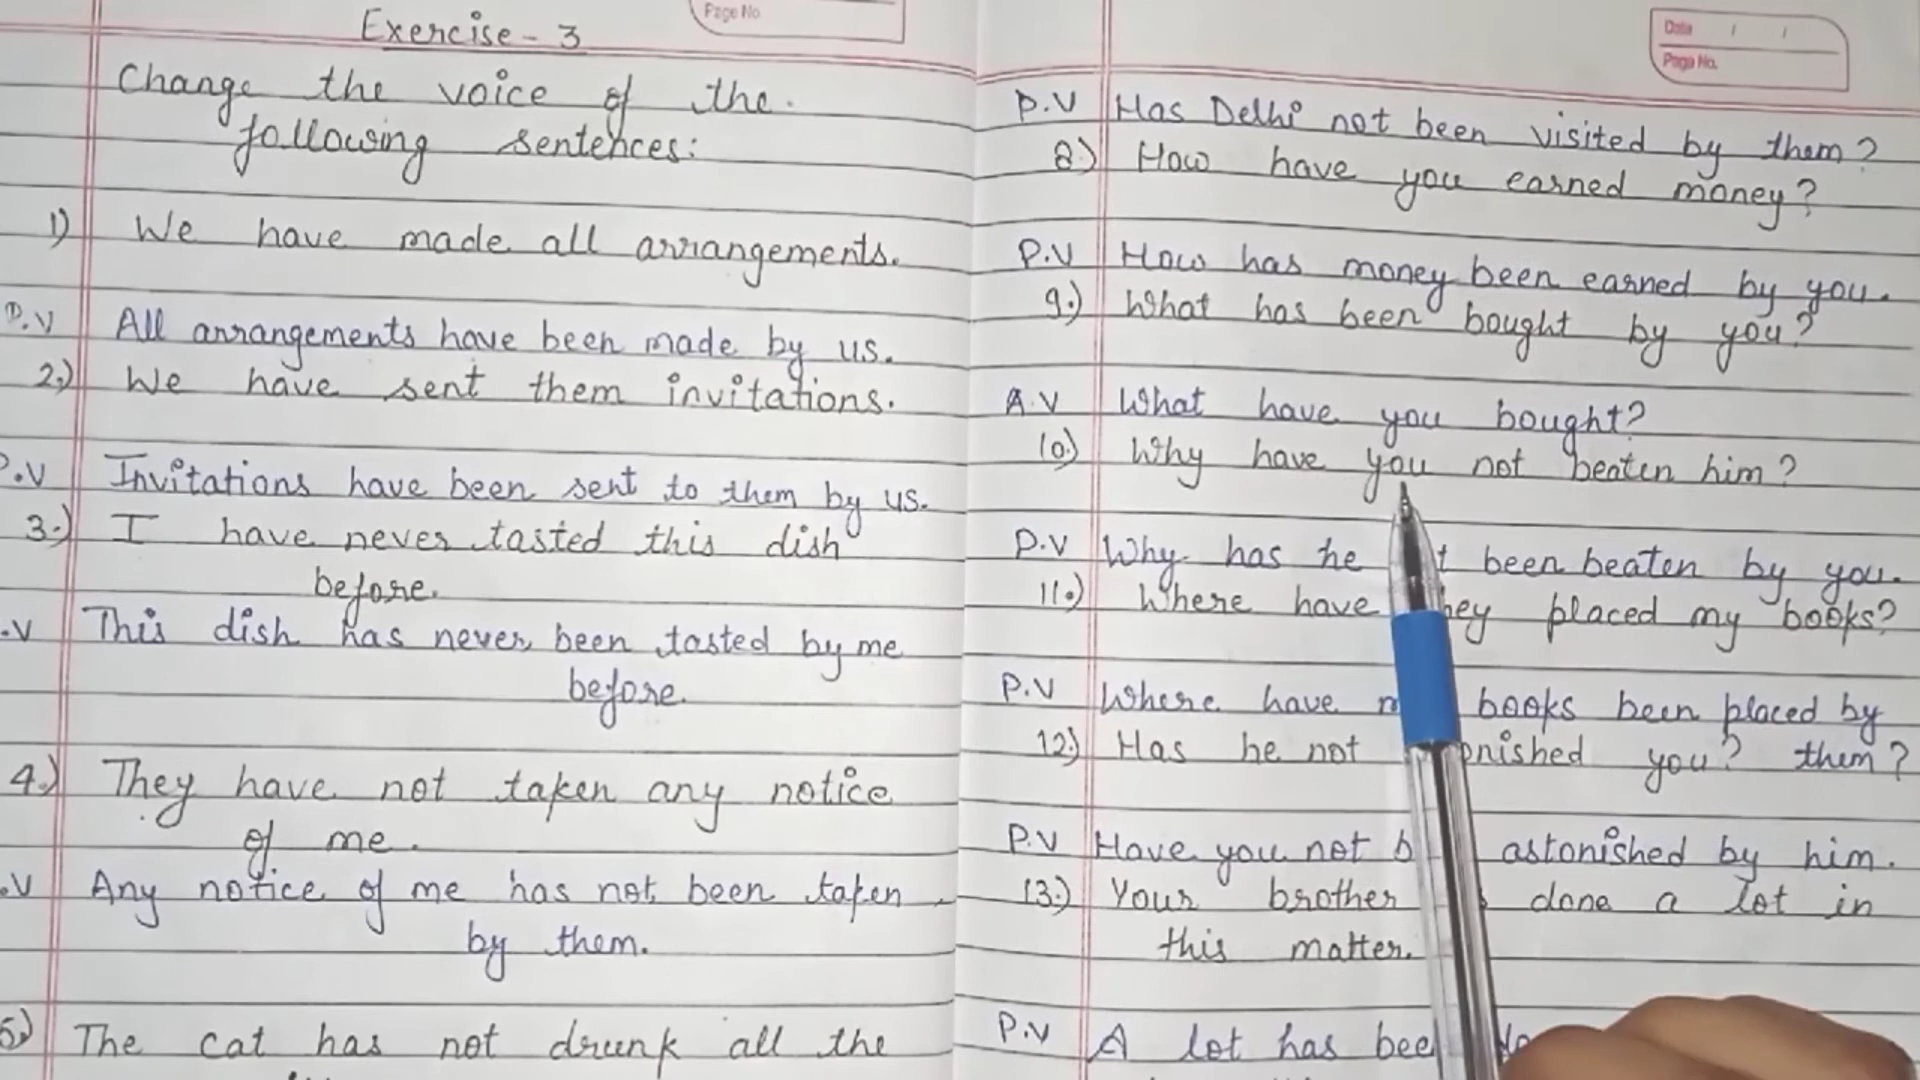 Page No.
Exercise - 3
Change the voice of the
following sentences:
1) We have made all arrangements.
P.V All arrangements have been made by us.
2.) We have sent them invitations.
P.V Invitations have been sent to them by us.
3.) I have never tasted this dish
before.
.V This dish has never been tasted by me
before.
4.) They have not taken any notice
of me.
.V Any notice of me has not been taken
by them.
5.) The cat has not drunk all the
Data / /
Page No.
P.V Has Delhi not been visited by them?
8.) How have you earned money?
P.V How has money been earned by you.
9.) What has been bought by you?
A.V What have you bought?
10.) Why have you not beaten him?
P.V Why has he t been beaten by you.
11.) Where have hey placed my books?
P.V Where have books been placed by
12.) Has he not onished you? them?
P.V Have you not b astonished by him.
13.) Your brother done a lot in
this matter.
P.V A lot has bee